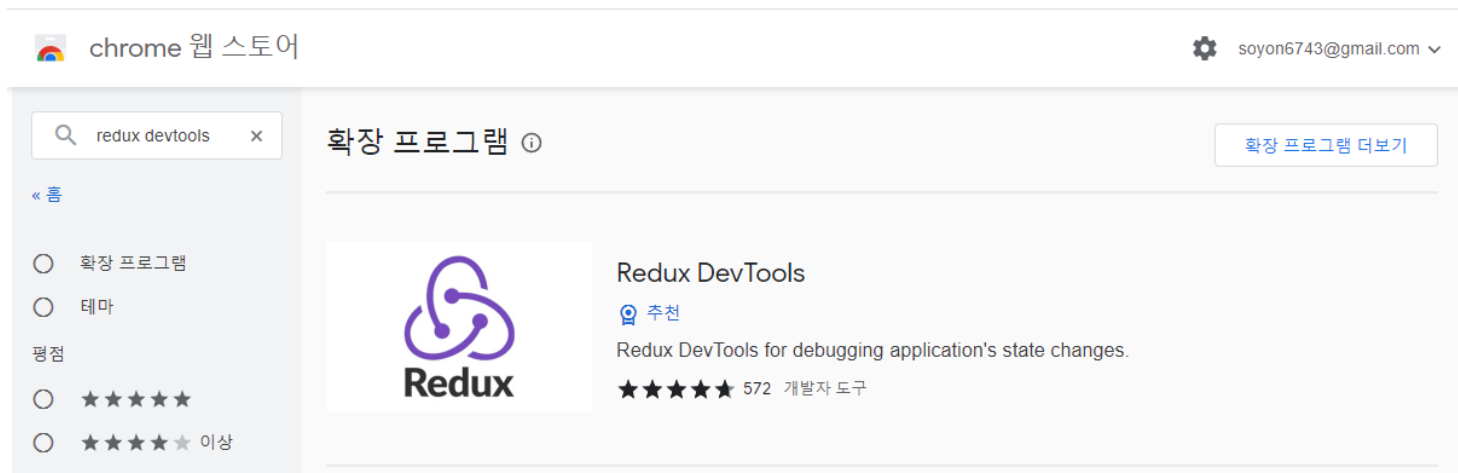 chrome 웹 스토어
soyon6743@gmail.com
redux devtools ×
« 홈
확장 프로그램
테마
평점
★★★★★
★★★★★ 이상
확장 프로그램
확장 프로그램 더보기
Redux
Redux DevTools
추천
Redux DevTools for debugging application's state changes.
★★★★★ 572 개발자 도구